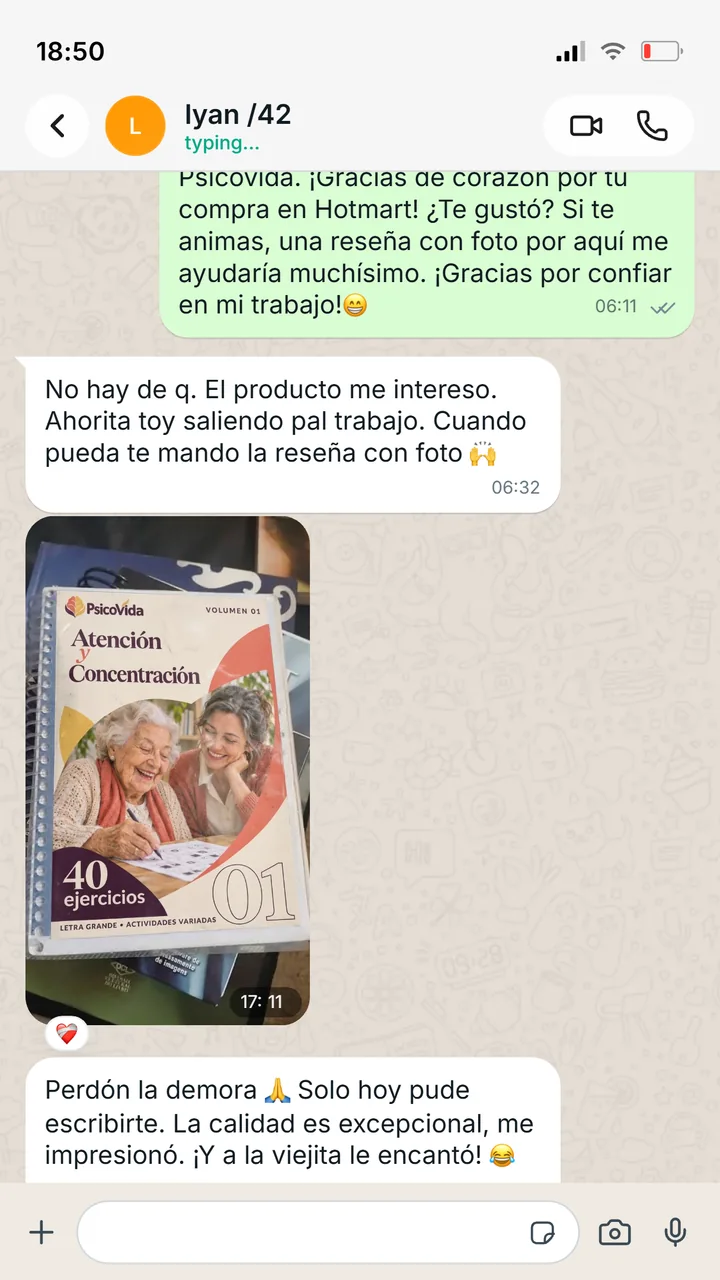 18:50
L
lyan /42
typing...
Psicovida. ¡Gracias de corazón por tu
compra en Hotmart! ¿Te gustó? Si te
animas, una reseña con foto por aquí me
ayudaría muchísimo. ¡Gracias por confiar
en mi trabajo!😁
06:11
No hay de q. El producto me intereso.
Ahorita toy saliendo pal trabajo. Cuando
pueda te mando la reseña con foto 🙌
06:32
PsicoVida
VOLUMEN 01
Atención
y
Concentración
40
ejercicios
01
LETRA GRANDE • ACTIVIDADES VARIADAS
de imagens
17: 11
Perdón la demora 🙏 Solo hoy pude
escribirte. La calidad es excepcional, me
impresionó. ¡Y a la viejita le encantó! 😂